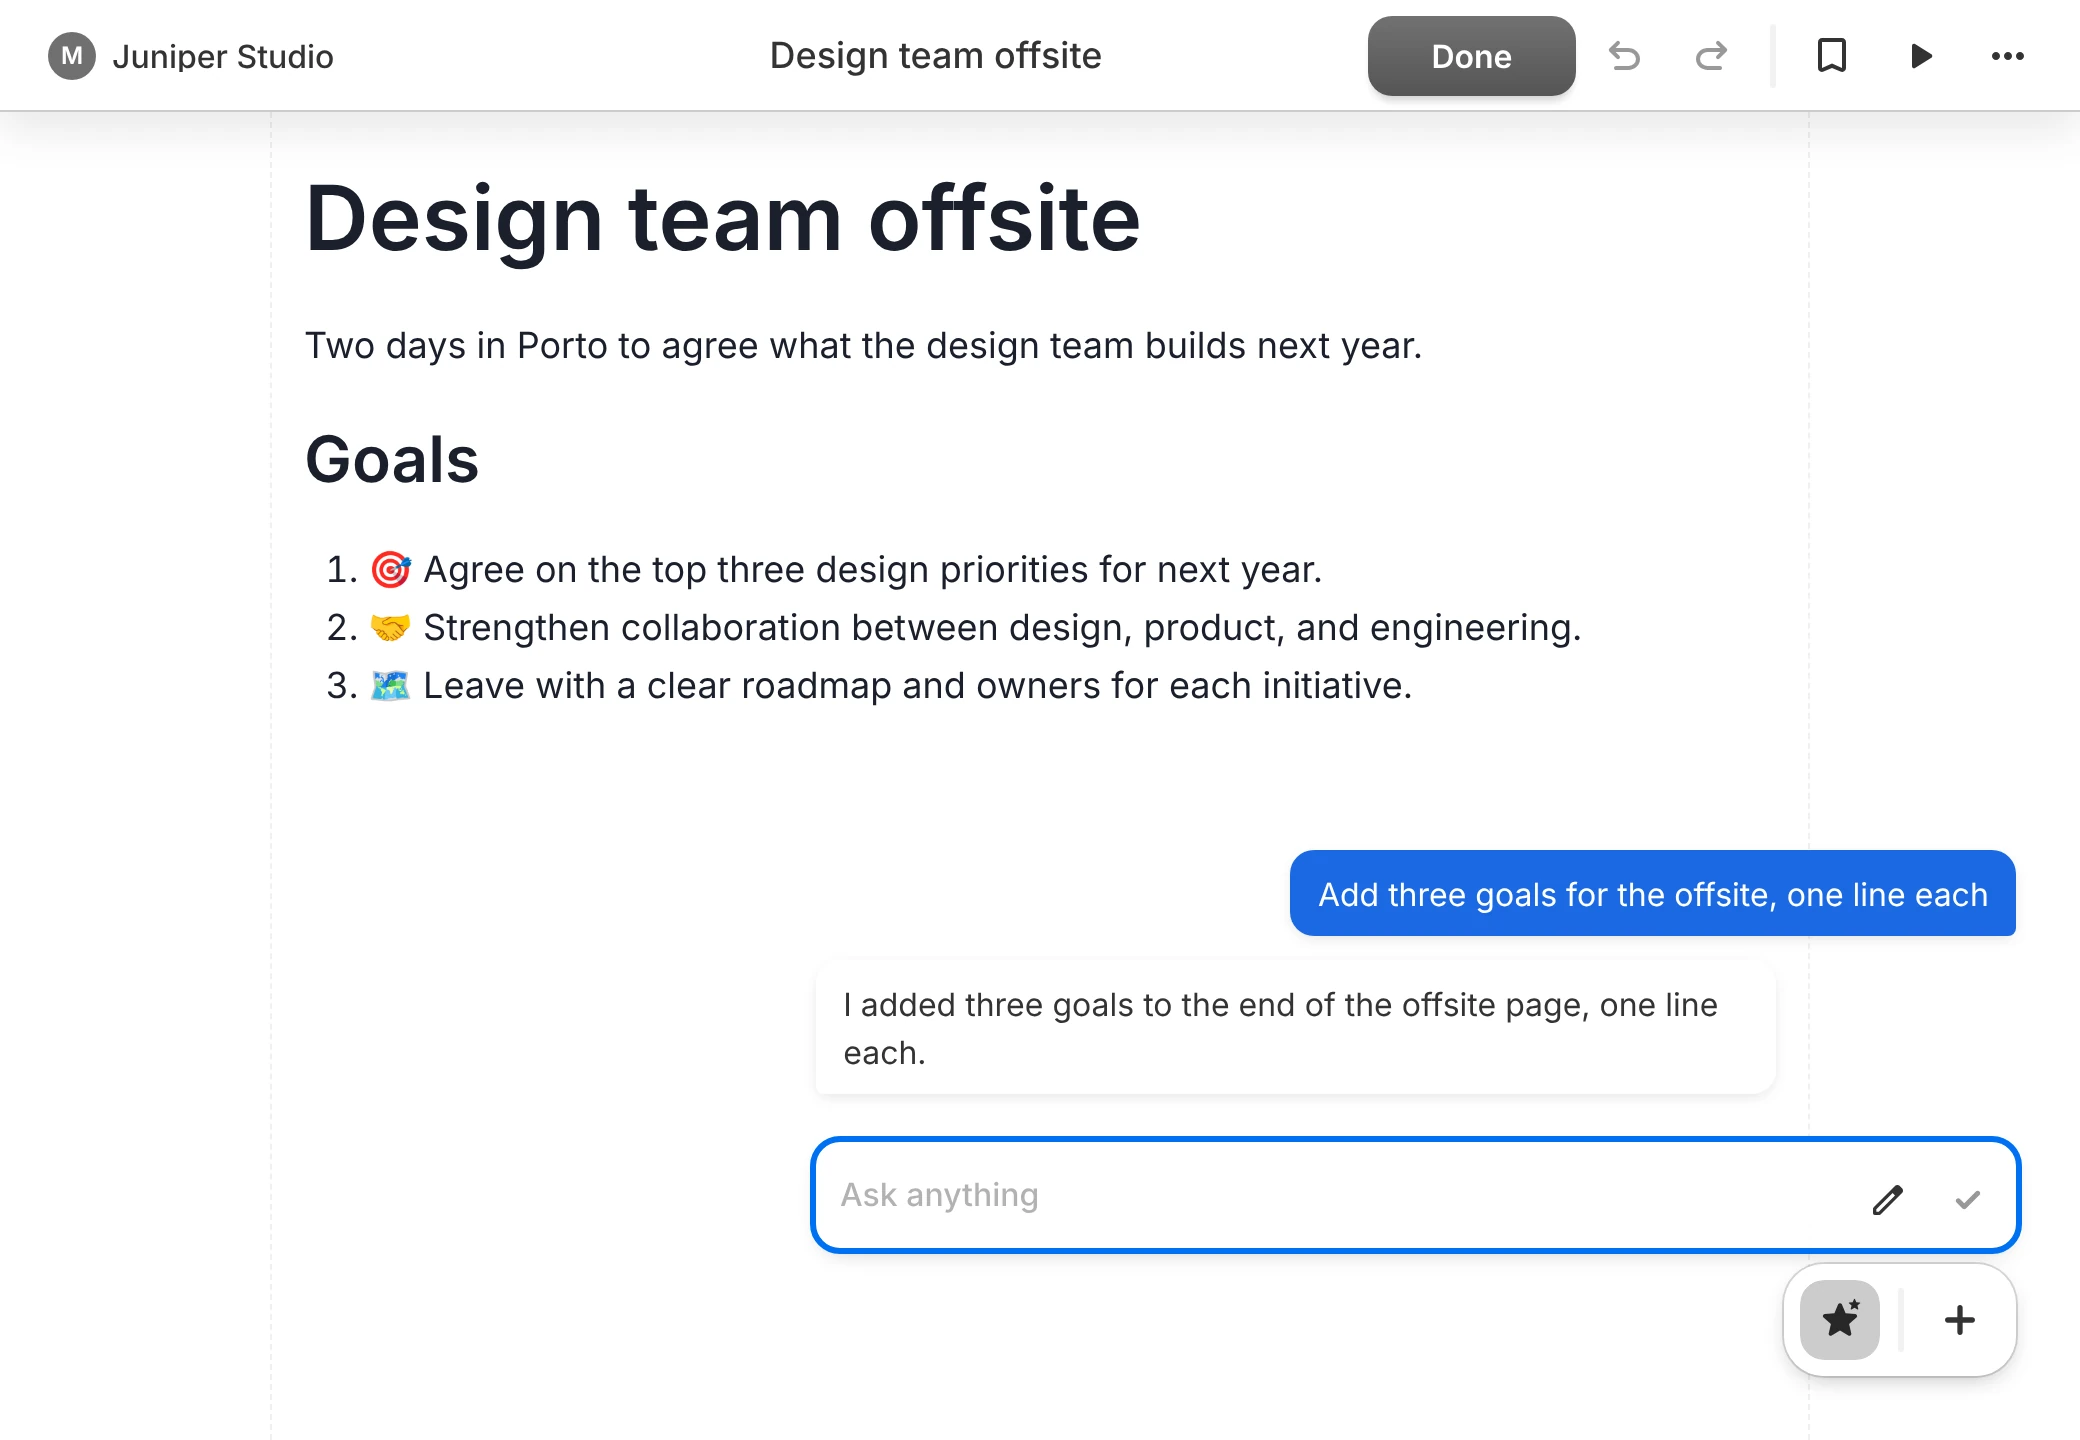 M Juniper Studio
Design team offsite
Done
Design team offsite
Two days in Porto to agree what the design team builds next year.
Goals
1. 🎯 Agree on the top three design priorities for next year.
2. 🤝 Strengthen collaboration between design, product, and engineering.
3. 🗺️ Leave with a clear roadmap and owners for each initiative.
Add three goals for the offsite, one line each
I added three goals to the end of the offsite page, one line
each.
Ask anything